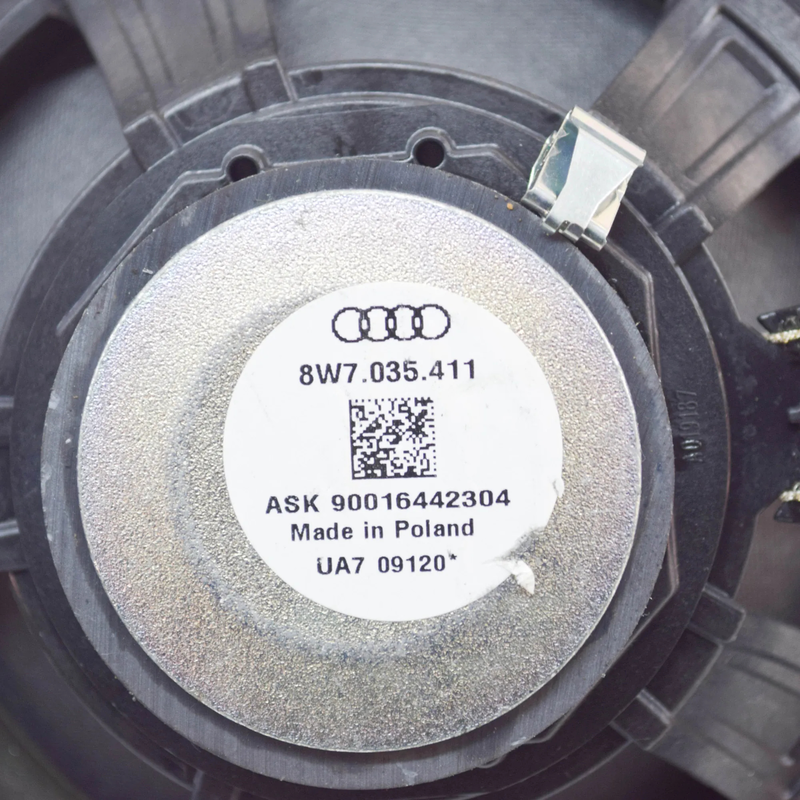 8W7.035.411
ASK 90016442304
Made in Poland
UA7 09120*